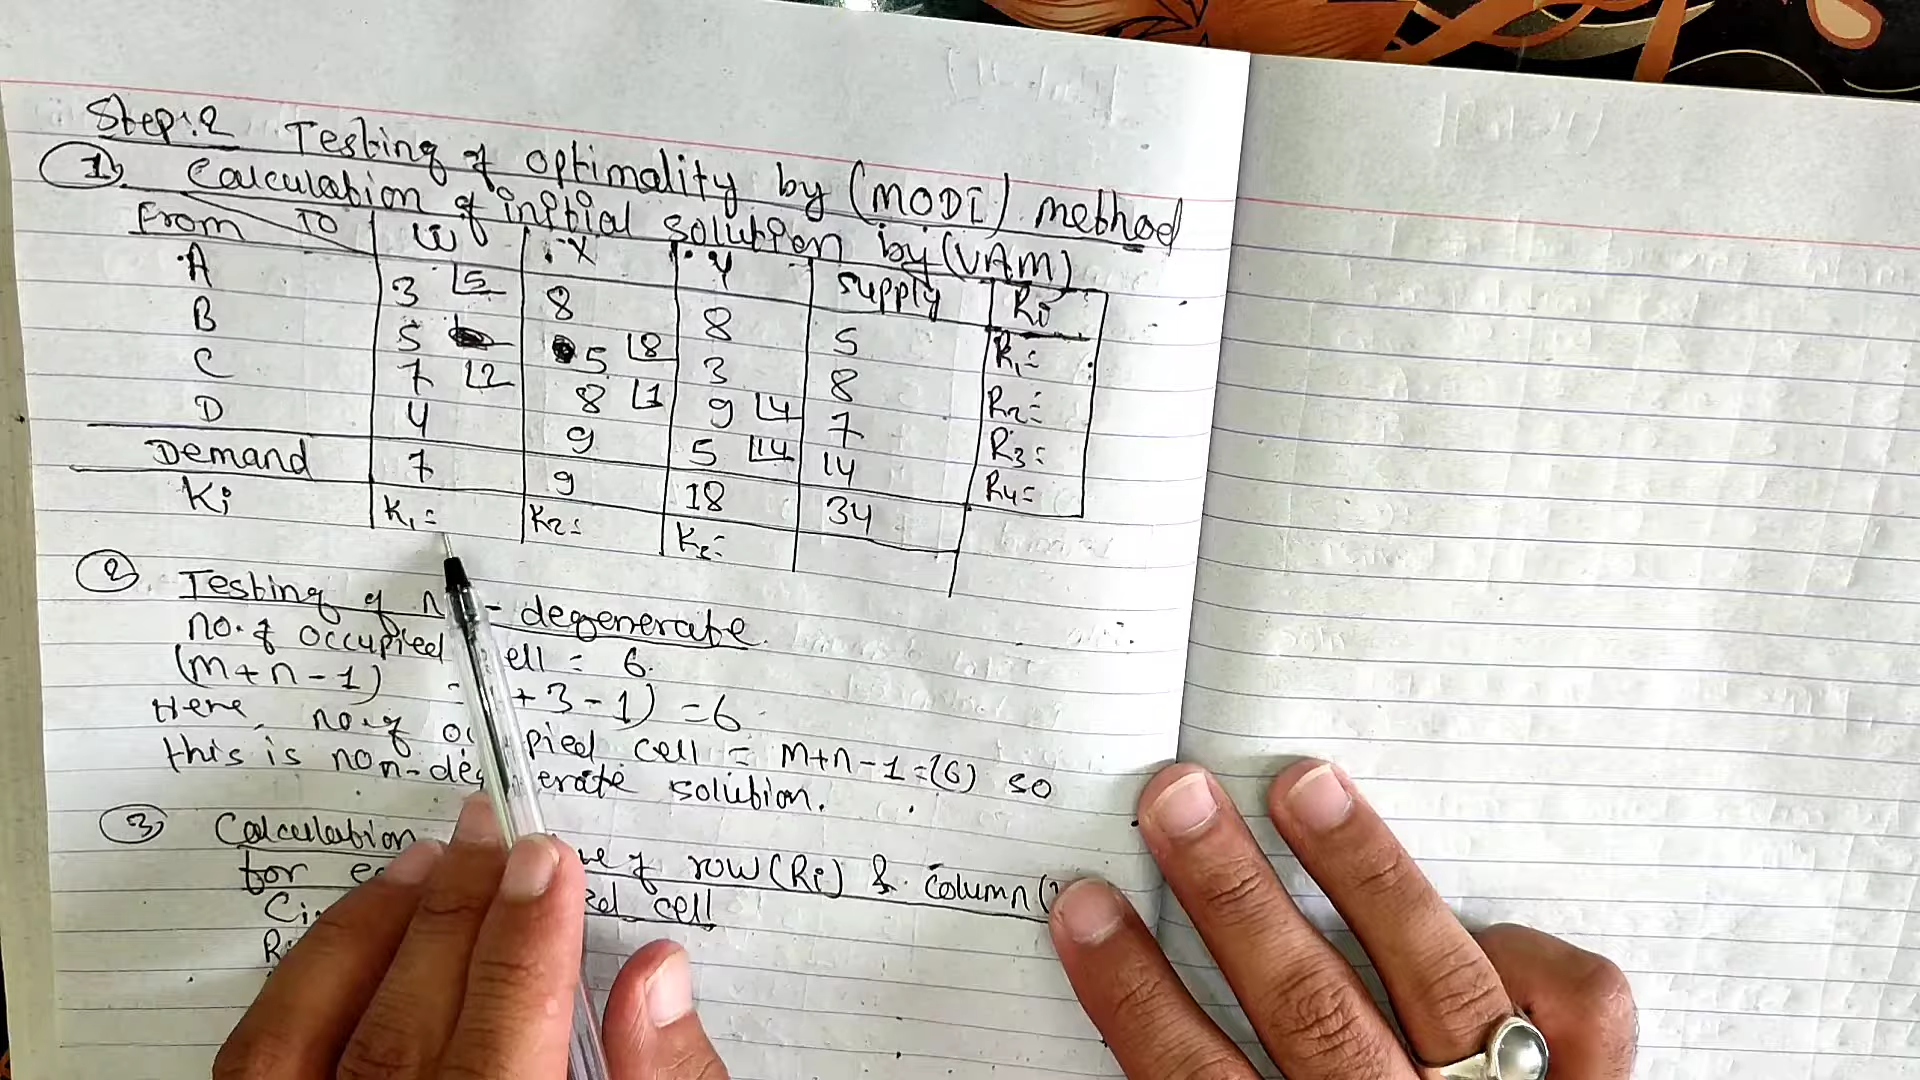 Step:2 Testing of optimality by (MODI) method
1) Calculation of initial solution by (VAM)
From TO W X Y Supply Ri
A 3 5 8 8 5 R1=
B 5 5 8 3 8 R2=
C 7 2 8 1 9 4 7 R3=
D 4 9 5 14 14 R4=
Demand 7 9 18 34
Kj K1= K2= K3=
2 Testing of - degenerate.
no. of occupied ell = 6.
(m+n-1) + 3 - 1) = 6
Here, no. of pied cell = m+n-1=(6) so
this is non-deg erate solution.
3) Calculation of row (Ri) & column (
for cell